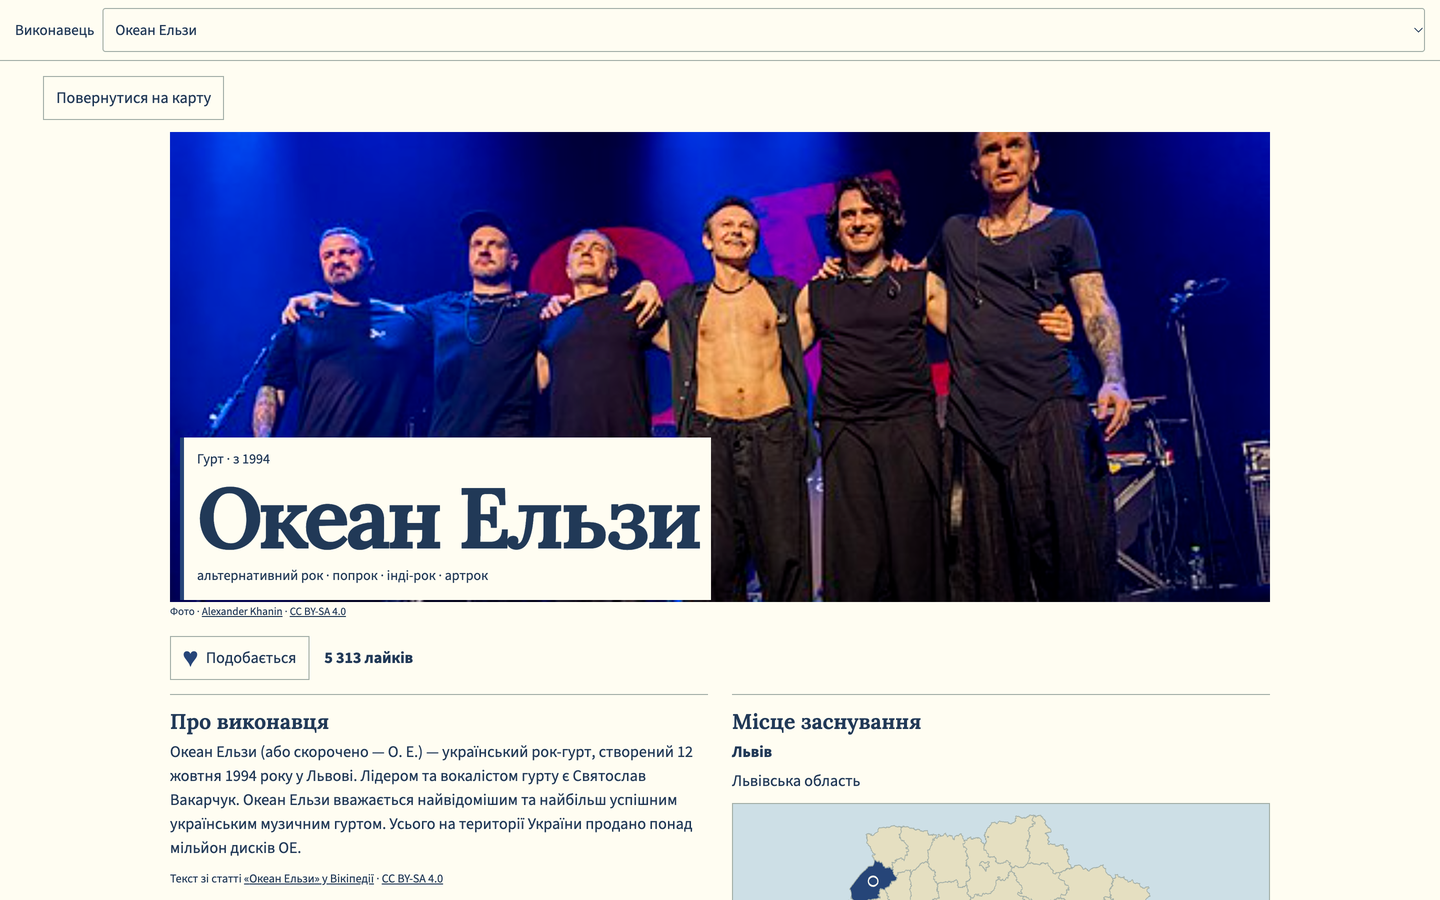 Виконавець
Океан Ельзи
Повернутися на карту
Гурт · з 1994
Океан Ельзи
альтернативний рок · попрок · інді-рок · артрок
Фото · Alexander Khanin · CC BY-SA 4.0
♥ Подобається
5 313 лайків
Про виконавця
Океан Ельзи (або скорочено — О. Е.) — український рок-гурт, створений 12
жовтня 1994 року у Львові. Лідером та вокалістом гурту є Святослав
Вакарчук. Океан Ельзи вважається найвідомішим та найбільш успішним
українським музичним гуртом. Усього на території України продано понад
мільйон дисків ОЕ.
Текст зі статті «Океан Ельзи» у Вікіпедії · CC BY-SA 4.0
Місце заснування
Львів
Львівська область